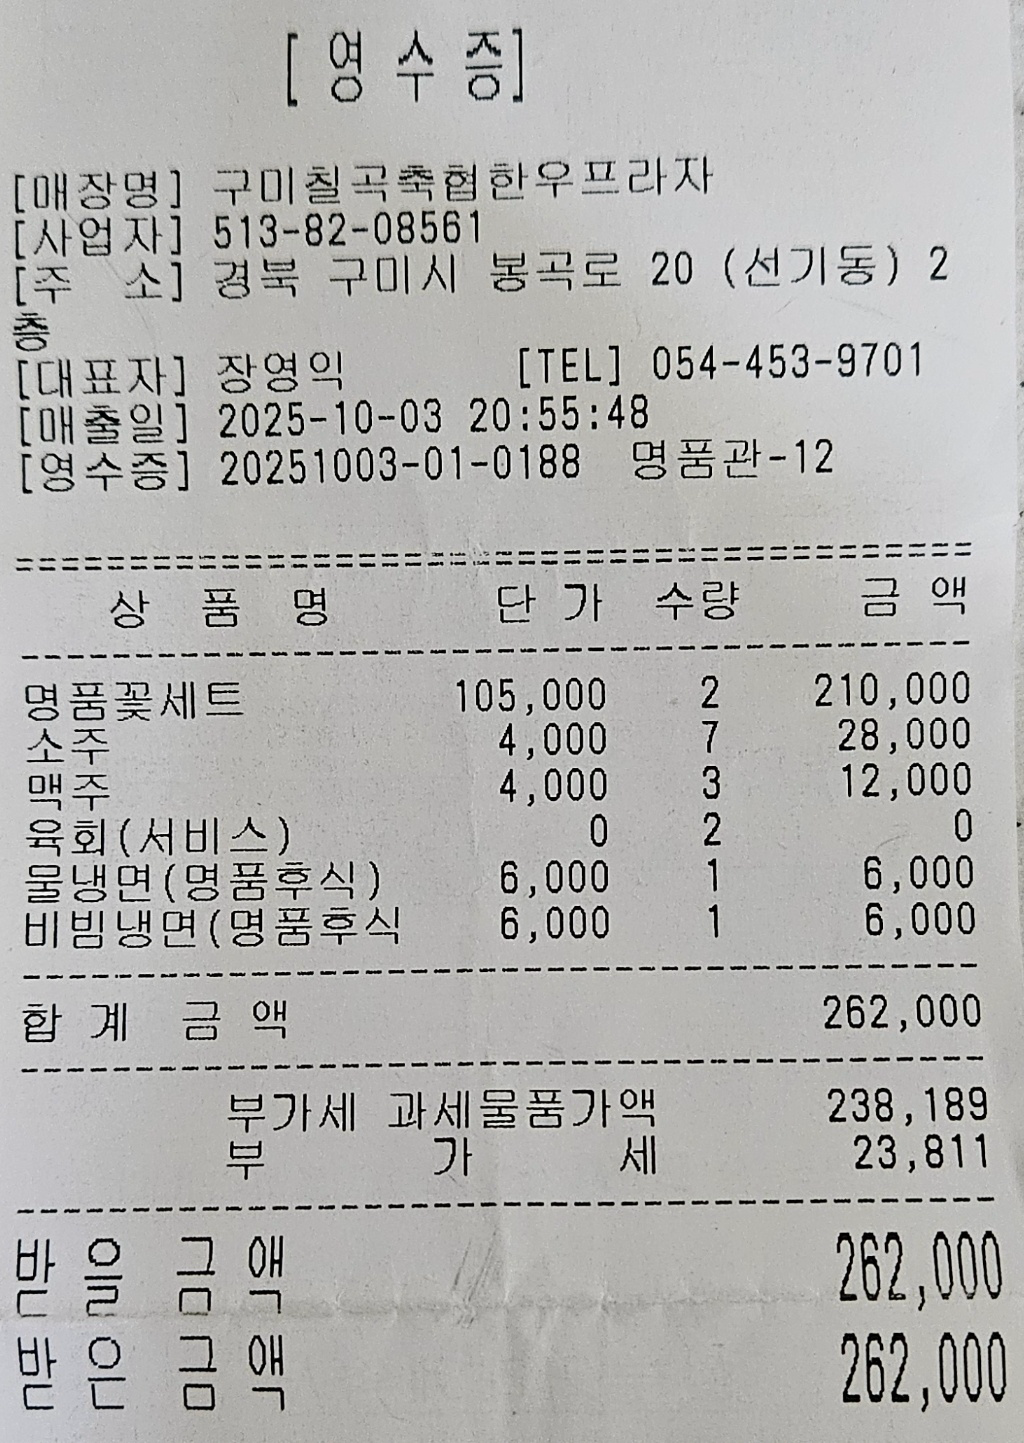 [ 영 수 증]
[매장명] 구미칠곡축협한우프라자
[사업자] 513-82-08561
[주 소] 경북 구미시 봉곡로 20 (선기동) 2
층
[대표자] 장영익 [TEL] 054-453-9701
[매출일] 2025-10-03 20:55:48
[영수증] 20251003-01-0188 명품관-12
==========================================
상 품 명 단 가 수량 금 액
------------------------------------------
명품꽃세트 105,000 2 210,000
소주 4,000 7 28,000
맥주 4,000 3 12,000
육회(서비스) 0 2 0
물냉면(명품후식) 6,000 1 6,000
비빔냉면(명품후식 6,000 1 6,000
------------------------------------------
합 계 금 액 262,000
------------------------------------------
부가세 과세물품가액 238,189
부 가 세 23,811
------------------------------------------
받 을 금 액 262,000
받 은 금 액 262,000